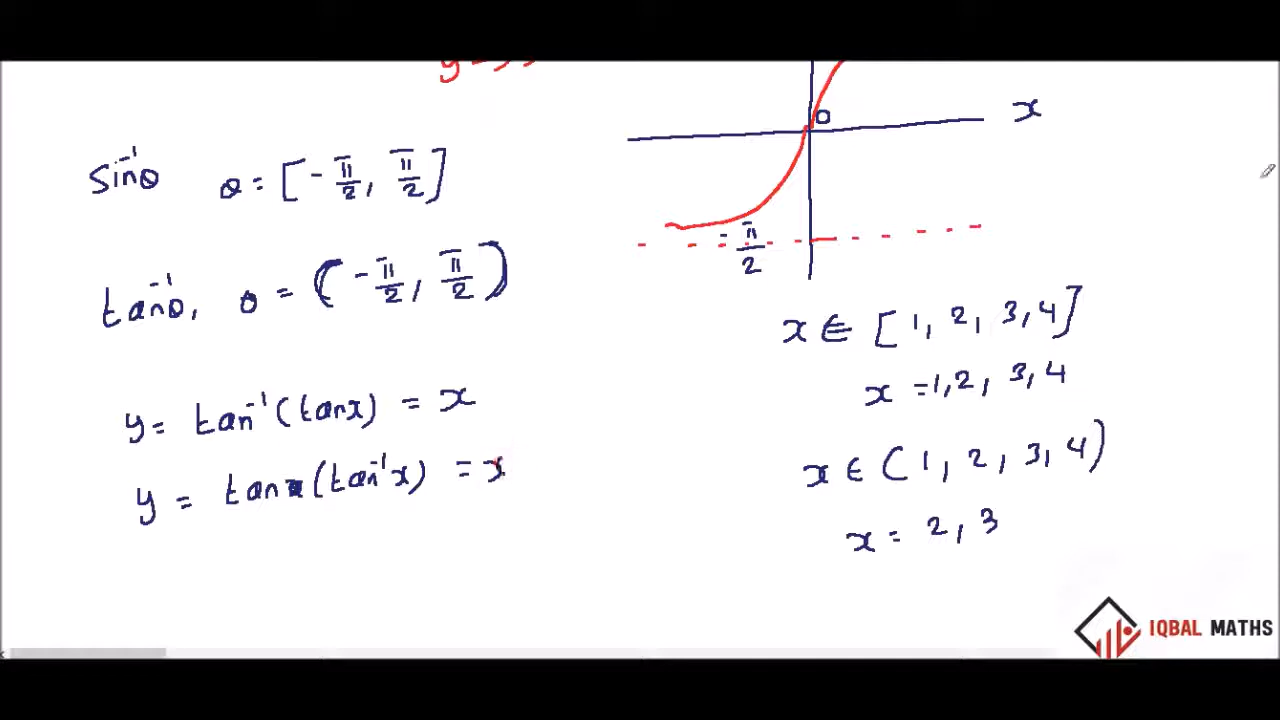 x
0
sin⁻¹θ θ = [-π/2, π/2]
-π/2
tan⁻¹θ, θ = (-π/2, π/2)
x ∈ [1, 2, 3, 4]
x = 1, 2, 3, 4
y = tan⁻¹(tanx) = x
x ∈ (1, 2, 3, 4)
y = tan(tan⁻¹x) = x
x = 2, 3
IQBAL MATHS